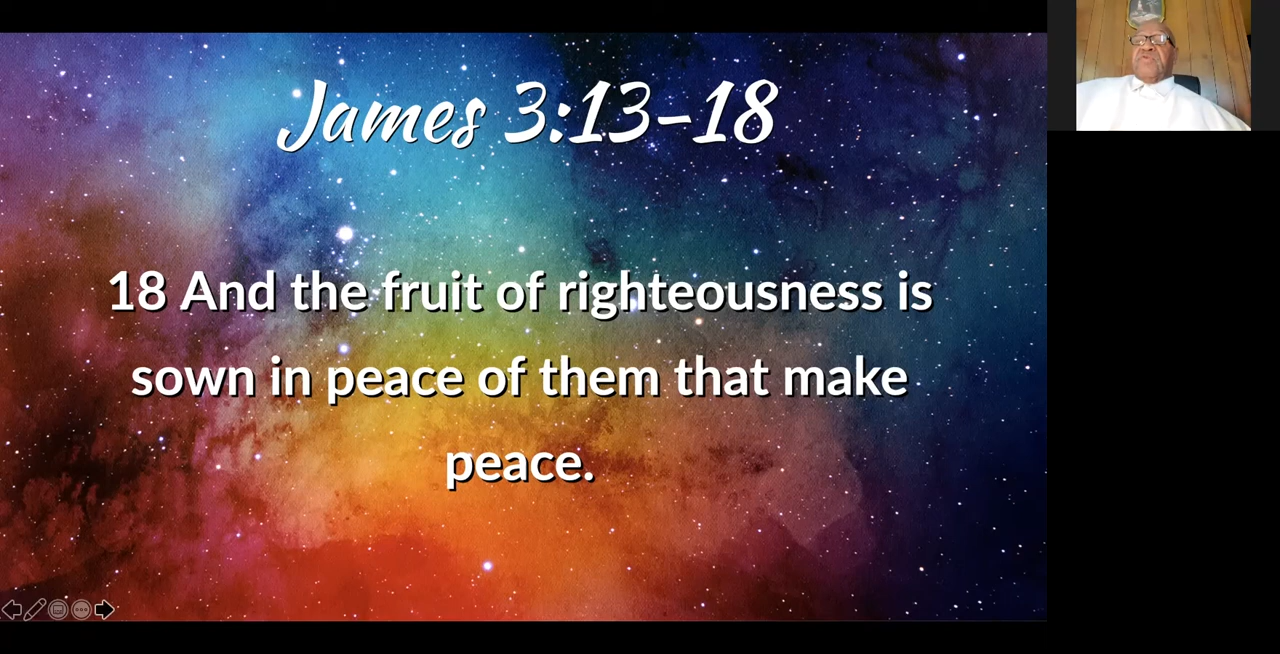 James 3:13-18
18 And the fruit of righteousness is
sown in peace of them that make
peace.